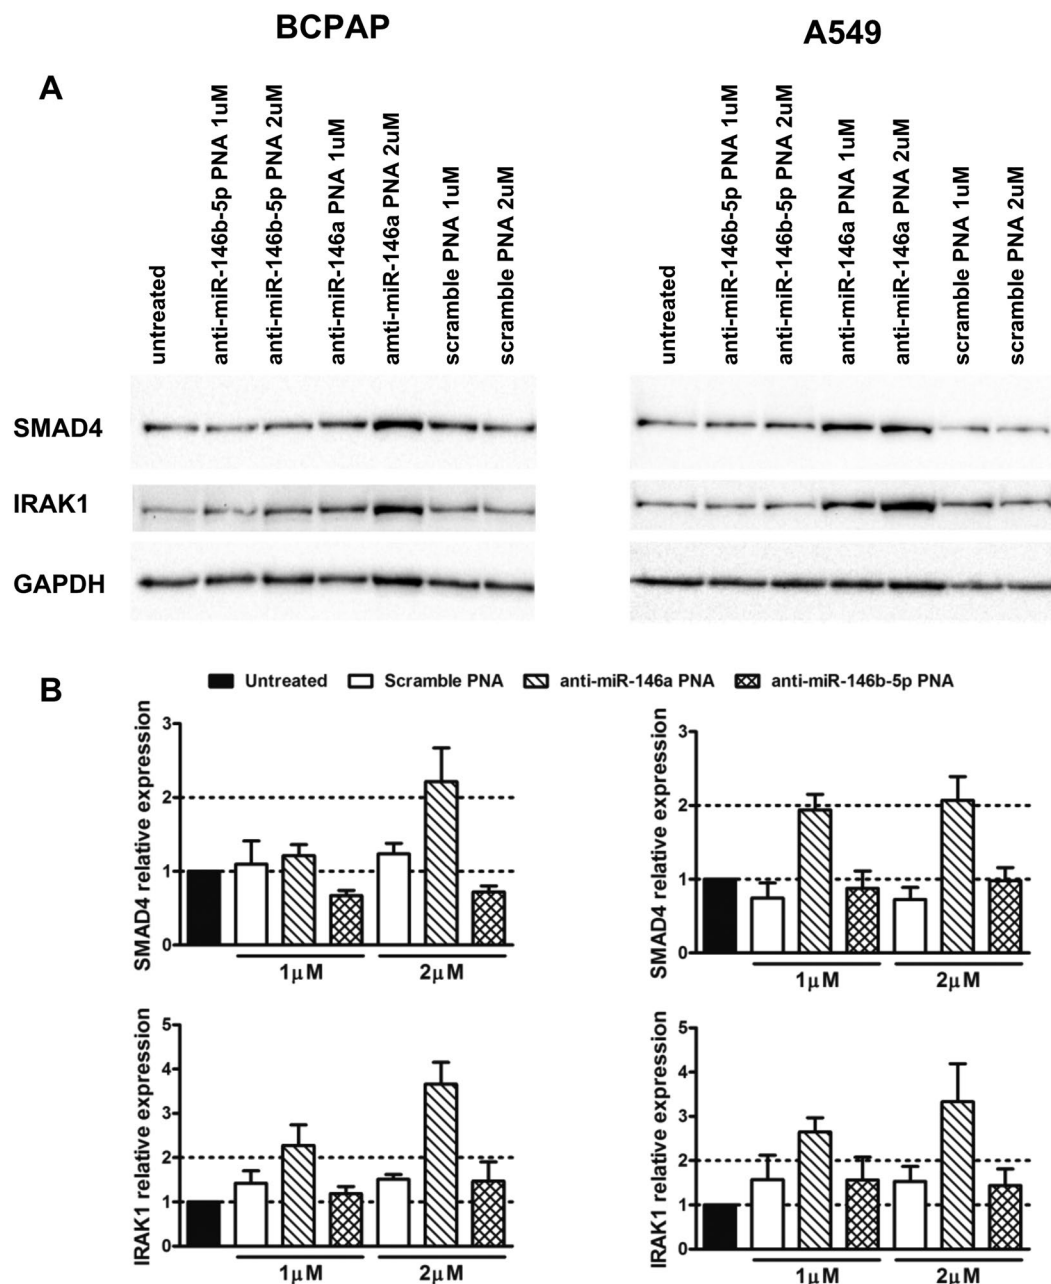 BCPAP A549
A
untreated
anti-miR-146b-5p PNA 1uM
anti-miR-146b-5p PNA 2uM
anti-miR-146a PNA 1uM
amti-miR-146a PNA 2uM
scramble PNA 1uM
scramble PNA 2uM
untreated
anti-miR-146b-5p PNA 1uM
anti-miR-146b-5p PNA 2uM
anti-miR-146a PNA 1uM
anti-miR-146a PNA 2uM
scramble PNA 1uM
scramble PNA 2uM
SMAD4
IRAK1
GAPDH
B
Untreated Scramble PNA anti-miR-146a PNA anti-miR-146b-5p PNA
SMAD4 relative expression
3
2
1
0
1µM 2µM
SMAD4 relative expression
3
2
1
0
1µM 2µM
IRAK1 relative expression
5
4
3
2
1
0
1µM 2µM
IRAK1 relative expression
5
4
3
2
1
0
1µM 2µM